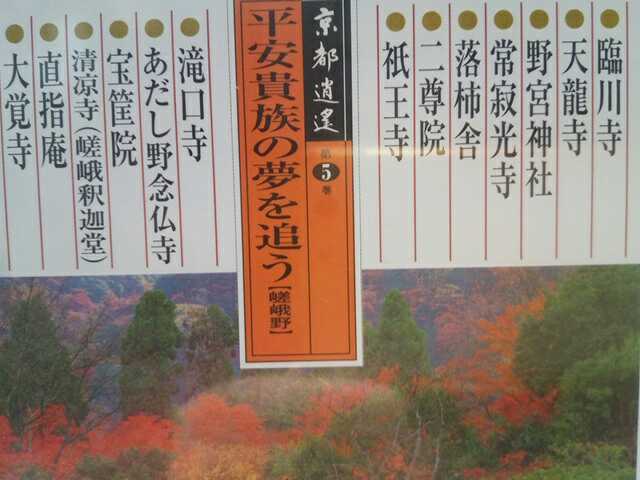 臨川寺
天龍寺
野宮神社
常寂光寺
落柿舎
二尊院
祇王寺
京都逍遥
第5巻
平安貴族の夢を追う【嵯峨野】
滝口寺
あだし野念仏寺
宝筐院
清凉寺(嵯峨釈迦堂)
直指庵
大覚寺